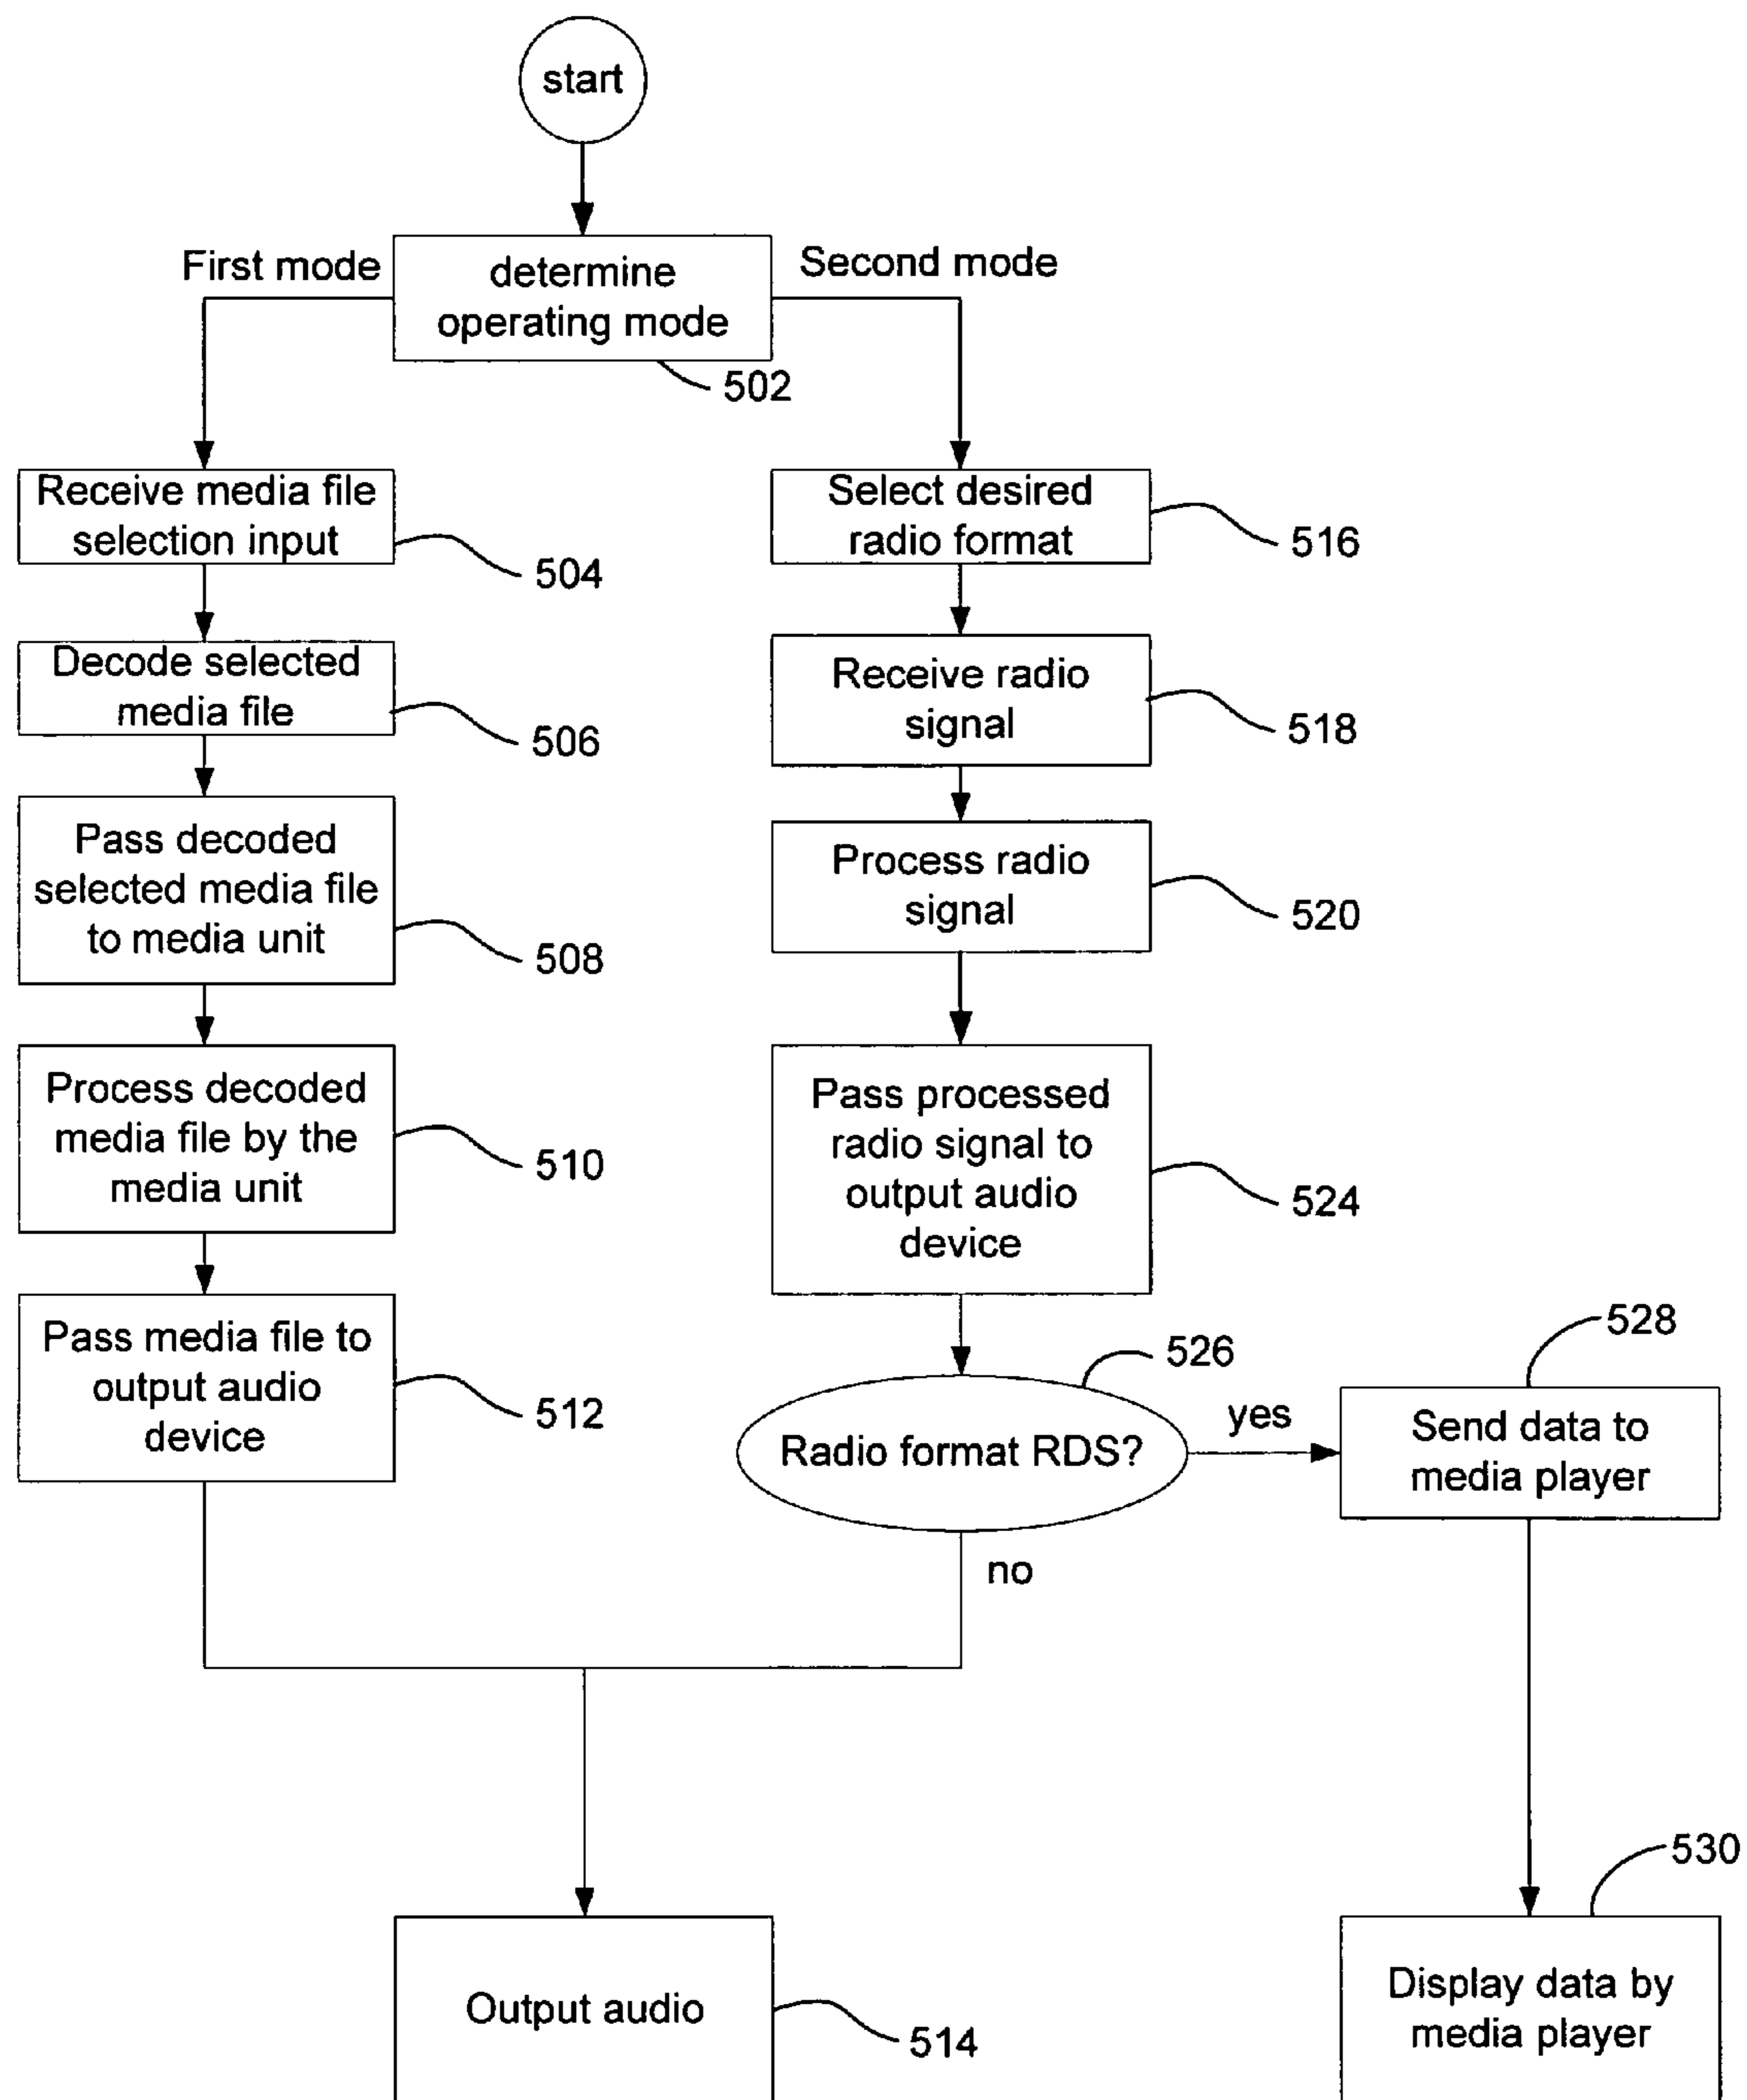 start
First mode
determine
operating mode
Second mode
502
Receive media file
selection input
504
Decode selected
media file
506
Pass decoded
selected media file
to media unit
508
Process decoded
media file by the
media unit
510
Pass media file to
output audio
device
512
Select desired
radio format
516
Receive radio
signal
518
Process radio
signal
520
Pass processed
radio signal to
output audio
device
524
Radio format RDS?
526
yes
no
Send data to
media player
528
Display data by
media player
530
Output audio
514